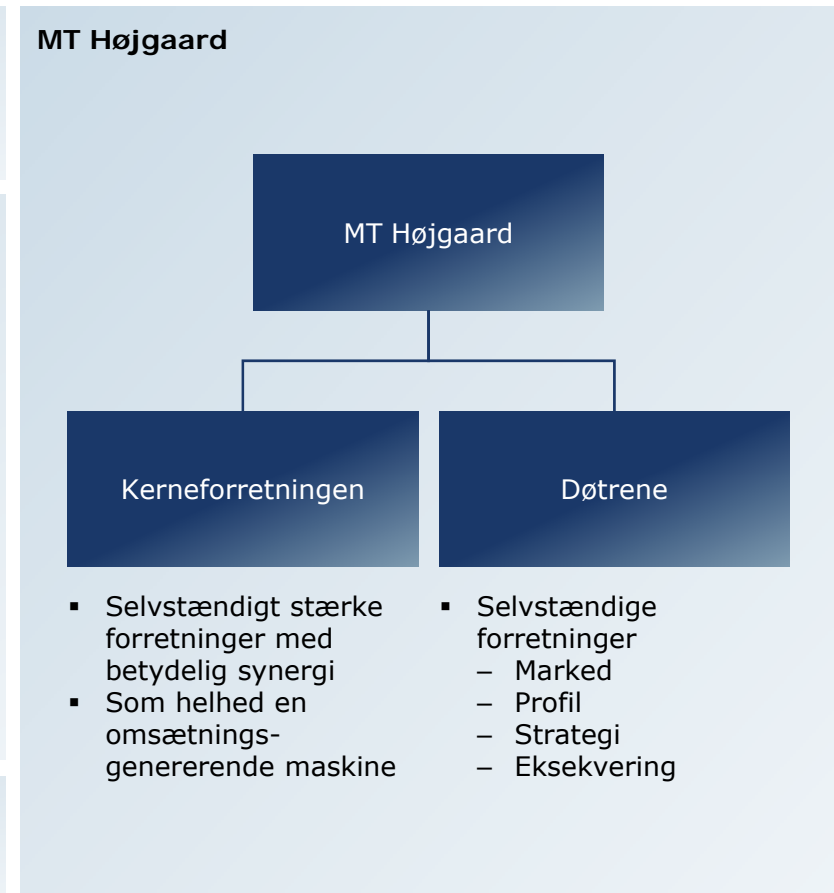 MT Højgaard
MT Højgaard
Kerneforretningen
Døtrene
▪ Selvstændigt stærke
forretninger med
betydelig synergi
▪ Som helhed en
omsætnings-
genererende maskine
▪ Selvstændige
forretninger
– Marked
– Profil
– Strategi
– Eksekvering